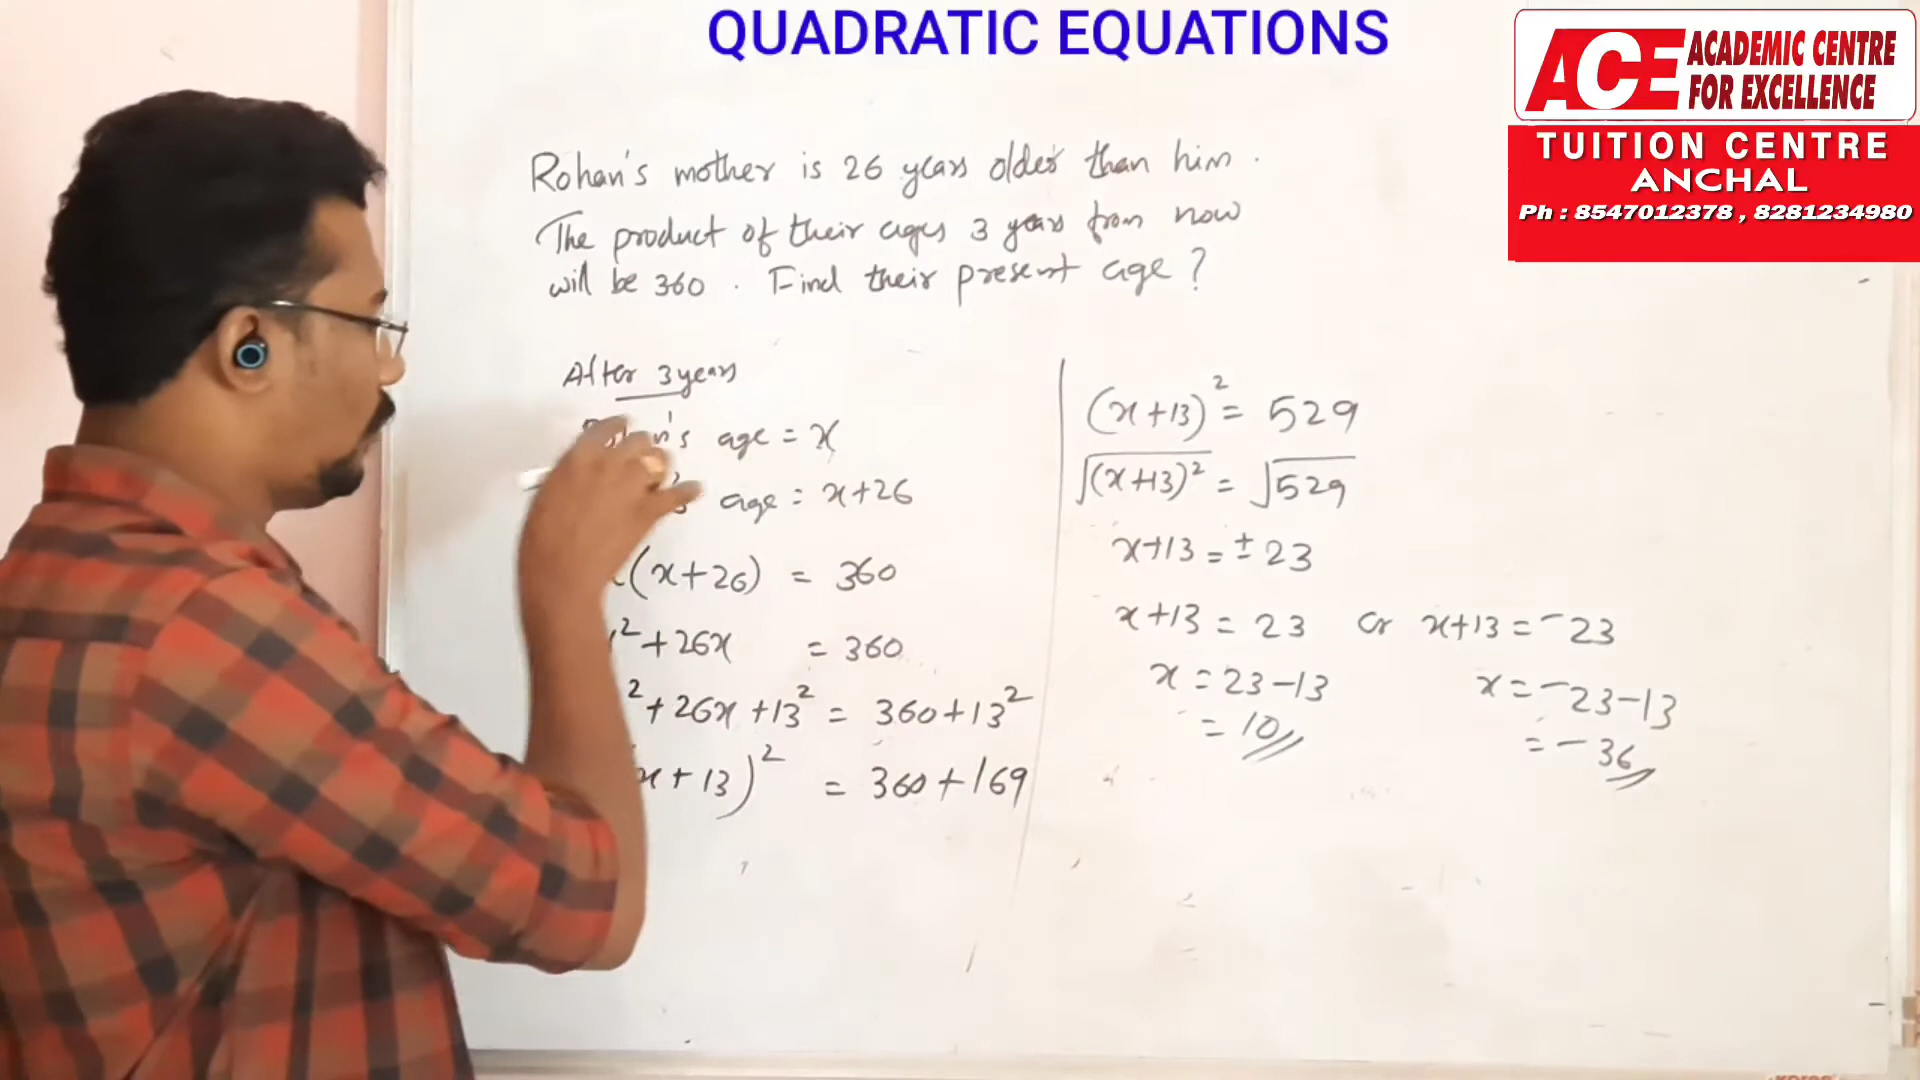 QUADRATIC EQUATIONS
ACE ACADEMIC CENTRE
FOR EXCELLENCE
TUITION CENTRE
ANCHAL
Ph : 8547012378 , 8281234980
Rohan's mother is 26 years older than him.
The product of their ages 3 years from now
will be 360. Find their present age?
After 3 years
age = x
age = x+26
(x+26) = 360
² + 26x = 360
² + 26x + 13² = 360 + 13²
x + 13)² = 360 + 169
(x+13)² = 529
√(x+13)² = √529
x+13 = ±23
x+13 = 23 or x+13 = -23
x = 23-13 x = -23-13
= 10 = -36